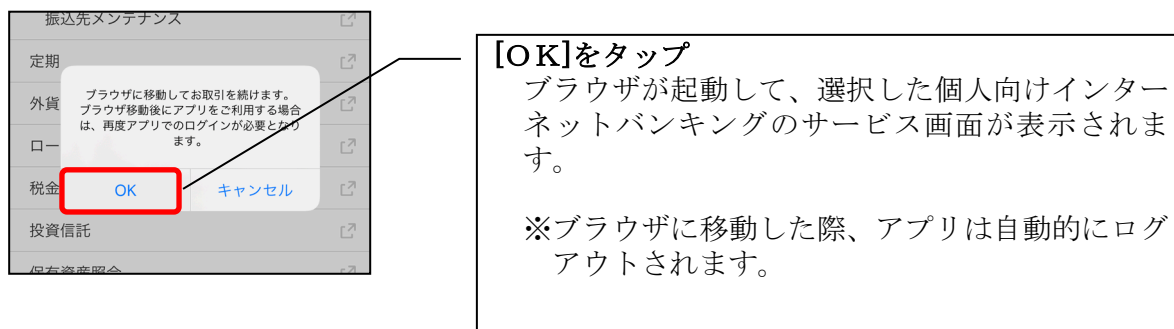 振込先メンテナンス
定期
外貨
ロー
税金
投資信託
保有資産照会
ブラウザに移動してお取引を続けます。
ブラウザ移動後にアプリをご利用する場合
は、再度アプリでのログインが必要となり
ます。
OK
キャンセル
[ＯＫ]をタップ
ブラウザが起動して、選択した個人向けインター
ネットバンキングのサービス画面が表示されま
す。
※ブラウザに移動した際、アプリは自動的にログ
アウトされます。